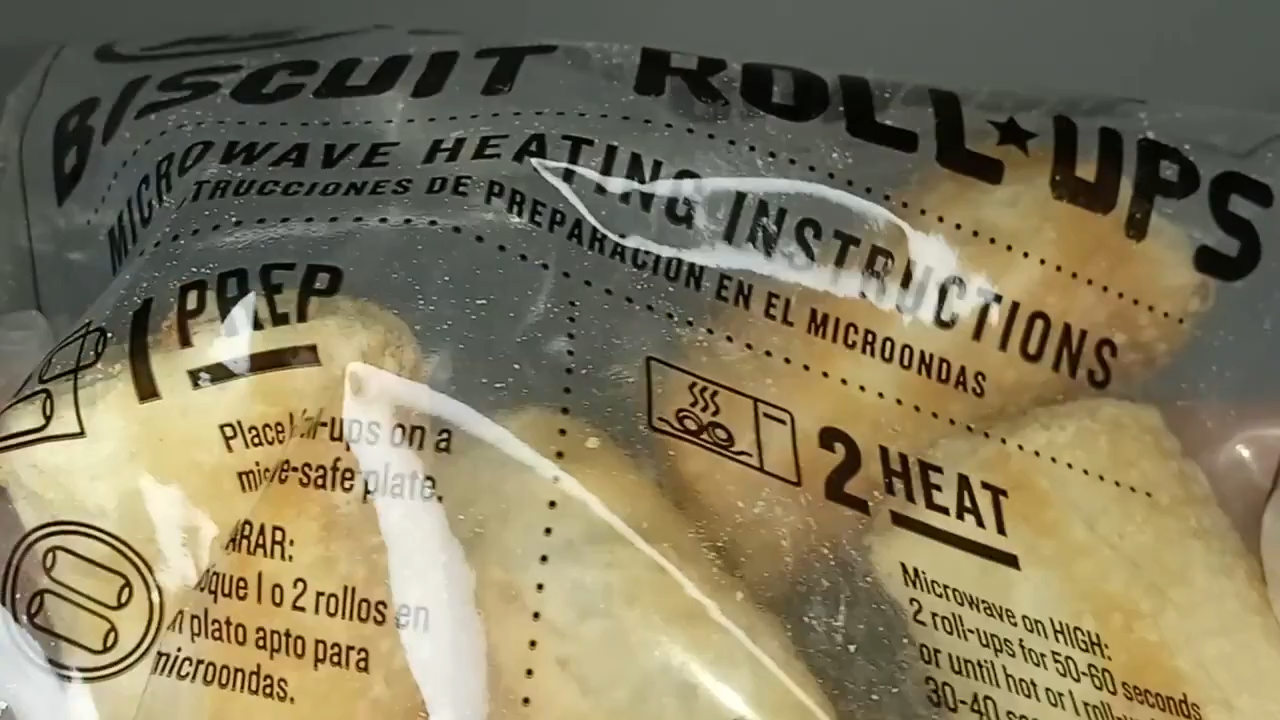 BISCUIT ROLL★UPS
MICROWAVE HEATING INSTRUCTIONS
TRUCCIONES DE PREPARACIÓN EN EL MICROONDAS
1 PREP
Place on a
safe plate.
ARAR:
que 1 o 2 rollos en
plato apto para
microondas.
2 HEAT
Microwave on HIGH:
2 roll-ups for 50-60 seconds
or until hot or 1 roll-
30-40